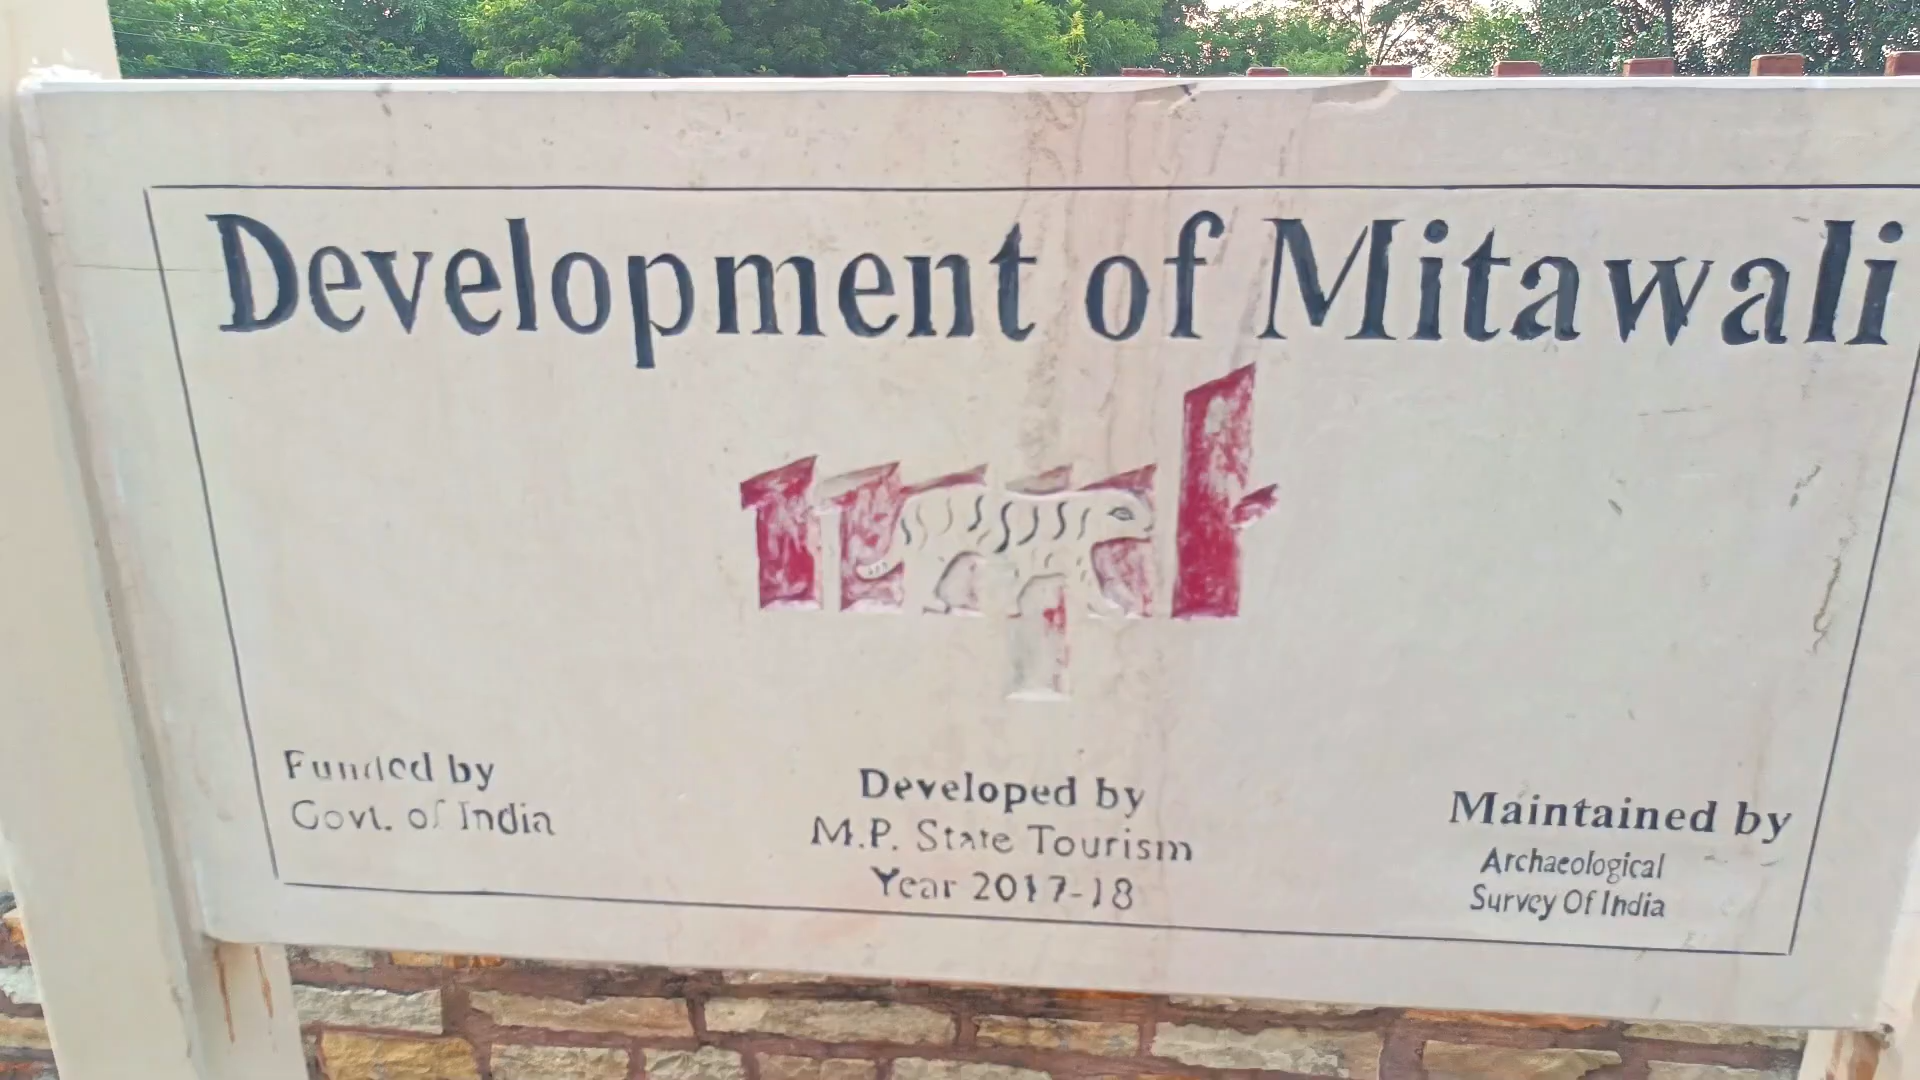 Development of Mitawali
Funded by
Govt. of India
Developed by
M.P. State Tourism
Year 2017-18
Maintained by
Archaeological
Survey Of India